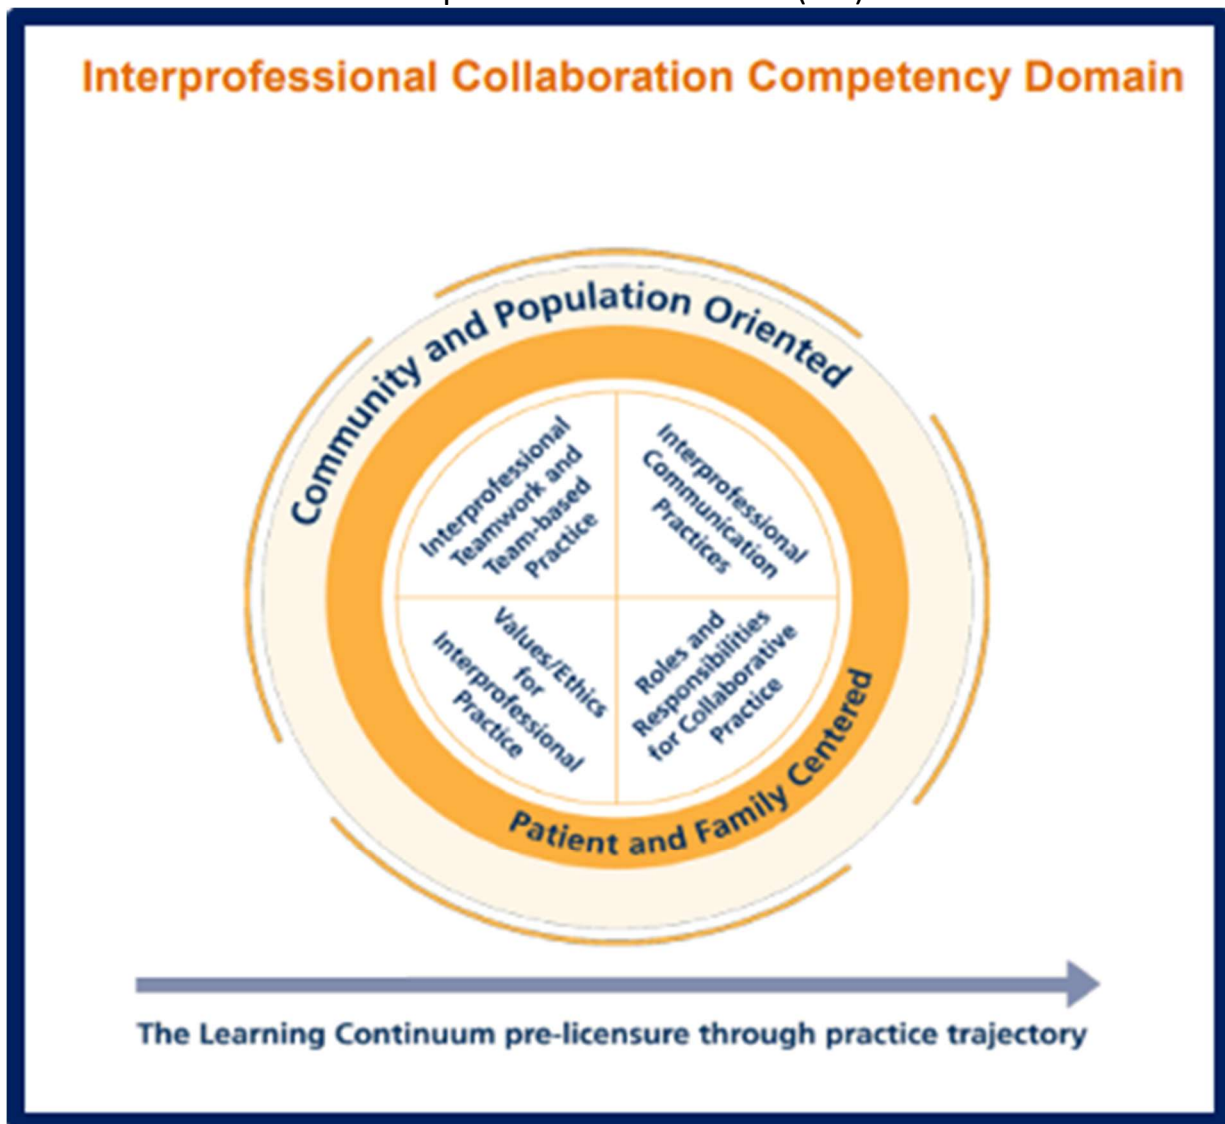 Interprofessional Collaboration Competency Domain
Community and Population Oriented
Interprofessional
Teamwork and
Team-based
Practice
Interprofessional
Communication
Practices
Values/Ethics
for
Interprofessional
Practice
Roles and
Responsibilities
for Collaborative
Practice
Patient and Family Centered
The Learning Continuum pre-licensure through practice trajectory